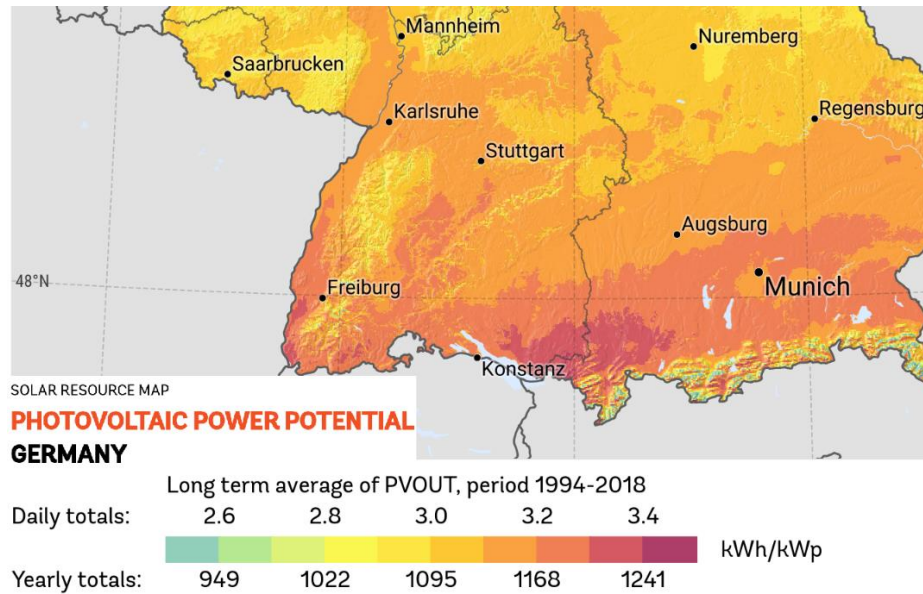 Mannheim
Nuremberg
Saarbrucken
Karlsruhe
Regensburg
Stuttgart
Augsburg
48°N
Freiburg
Munich
Konstanz
SOLAR RESOURCE MAP
PHOTOVOLTAIC POWER POTENTIAL
GERMANY
Long term average of PVOUT, period 1994-2018
Daily totals: 2.6 2.8 3.0 3.2 3.4
kWh/kWp
Yearly totals: 949 1022 1095 1168 1241